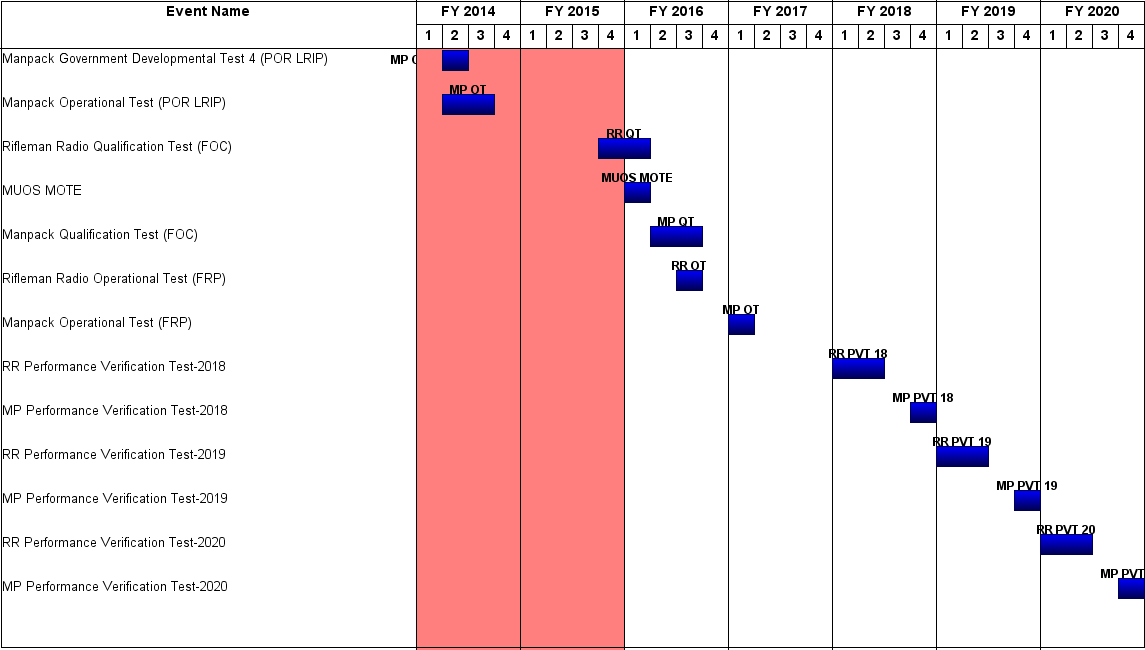 Event Name FY 2014 FY 2015 FY 2016 FY 2017 FY 2018 FY 2019 FY 2020
1 2 3 4 1 2 3 4 1 2 3 4 1 2 3 4 1 2 3 4 1 2 3 4 1 2 3 4
Manpack Government Developmental Test 4 (POR LRIP) MP
Manpack Operational Test (POR LRIP) MP OT
Rifleman Radio Qualification Test (FOC) RR QT
MUOS MOTE MUOS MOTE
Manpack Qualification Test (FOC) MP QT
Rifleman Radio Operational Test (FRP) RR OT
Manpack Operational Test (FRP) MP OT
RR Performance Verification Test-2018 RR PVT 18
MP Performance Verification Test-2018 MP PVT 18
RR Performance Verification Test-2019 RR PVT 19
MP Performance Verification Test-2019 MP PVT 19
RR Performance Verification Test-2020 RR PVT 20
MP Performance Verification Test-2020 MP PVT